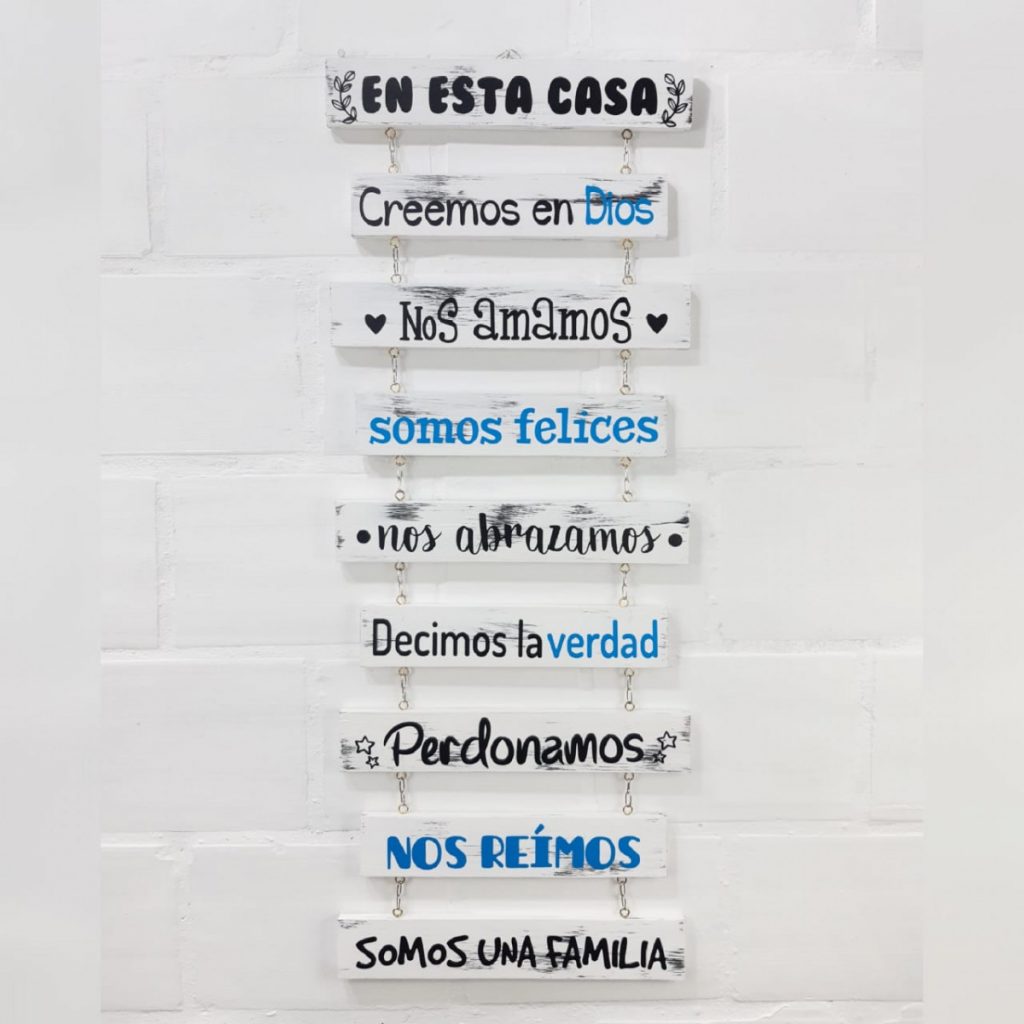 EN ESTA CASA
Creemos en Dios
Nos amamos
somos felices
nos abrazamos
Decimos la verdad
Perdonamos
NOS REÍMOS
SOMOS UNA FAMILIA